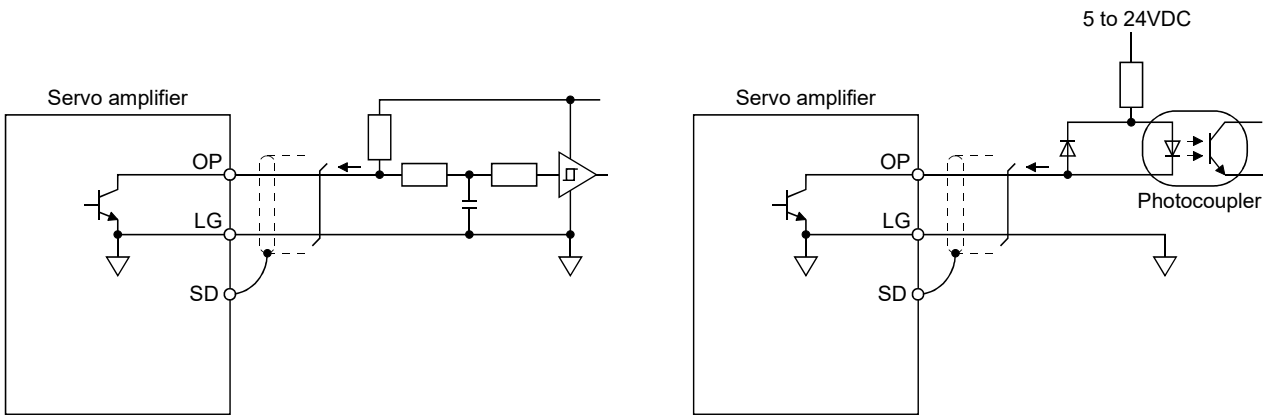 Servo amplifier
OP
LG
SD
5 to 24VDC
Servo amplifier
OP
LG
SD
Photocoupler